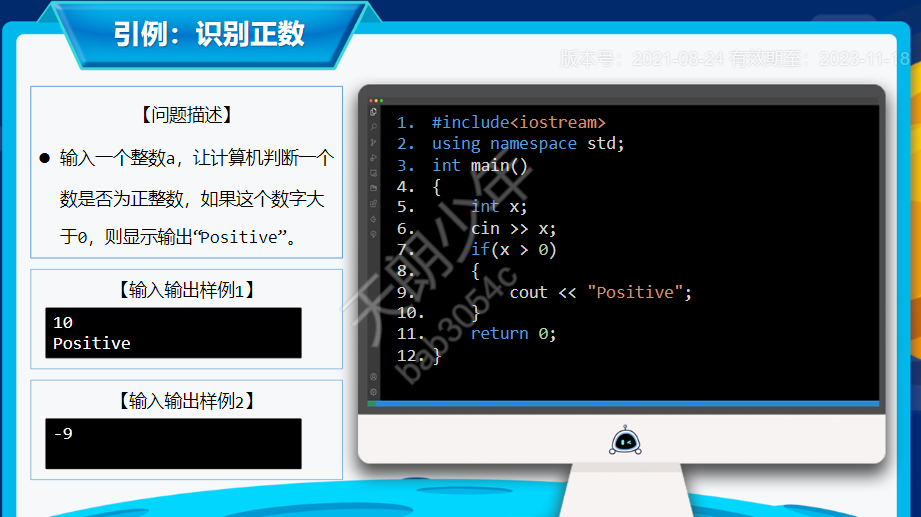 引例：识别正数
版本号：2021-08-24 有效期至：2023-11-18
【问题描述】
● 输入一个整数a，让计算机判断一个
数是否为正整数，如果这个数字大
于0，则显示输出“Positive”。
【输入输出样例1】
10
Positive
【输入输出样例2】
-9
1. #include<iostream>
2. using namespace std;
3. int main()
4. {
5.     int x;
6.     cin >> x;
7.     if(x > 0)
8.     {
9.         cout << "Positive";
10.     }
11.     return 0;
12. }
天朗少年
bab3054c